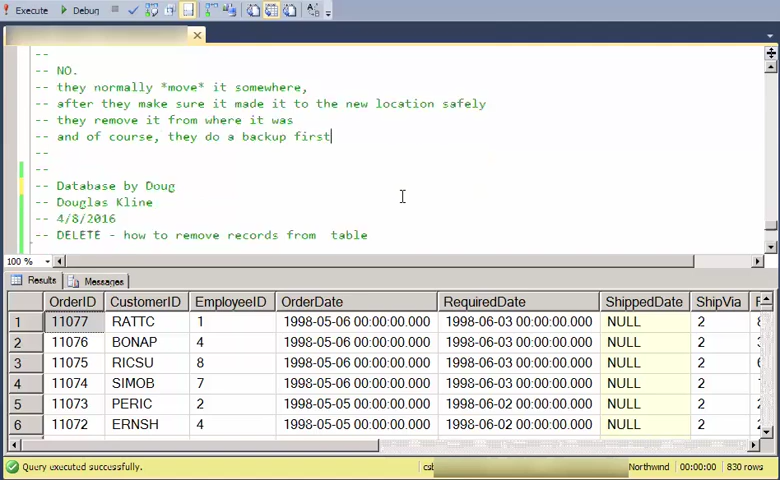 Execute Debug
--
-- NO.
-- they normally *move* it somewhere,
-- after they make sure it made it to the new location safely
-- they remove it from where it was
-- and of course, they do a backup first
--
--
-- Database by Doug
-- Douglas Kline
-- 4/8/2016
-- DELETE - how to remove records from  table
100 %
Results Messages
OrderID CustomerID EmployeeID OrderDate RequiredDate ShippedDate ShipVia
1 11077 RATTC 1 1998-05-06 00:00:00.000 1998-06-03 00:00:00.000 NULL 2
2 11076 BONAP 4 1998-05-06 00:00:00.000 1998-06-03 00:00:00.000 NULL 2
3 11075 RICSU 8 1998-05-06 00:00:00.000 1998-06-03 00:00:00.000 NULL 2
4 11074 SIMOB 7 1998-05-06 00:00:00.000 1998-06-03 00:00:00.000 NULL 2
5 11073 PERIC 2 1998-05-05 00:00:00.000 1998-06-02 00:00:00.000 NULL 2
6 11072 ERNSH 4 1998-05-05 00:00:00.000 1998-06-02 00:00:00.000 NULL 2
Query executed successfully. Northwind 00:00:00 830 rows